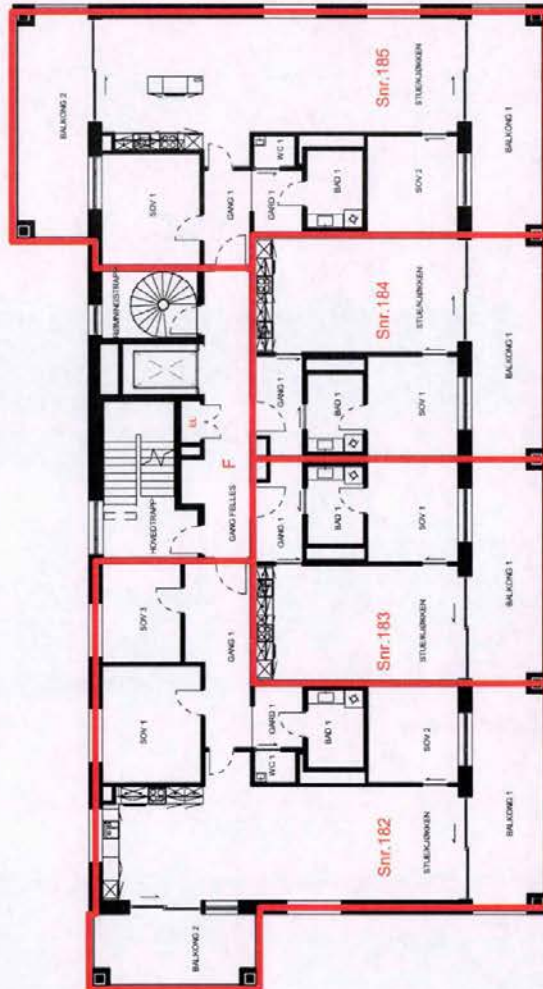 BALKONG 2
Snr.185
STUE/KJØKKEN
BALKONG 1
WC 1
SOV 1
GANG 1
GARD 1
BAD 1
SOV 2
RØMNINGSTRAPP
Snr.184
STUE/KJØKKEN
BALKONG 1
GANG 1
BAD 1
SOV 1
EL
F
GANG FELLES
HOVEDTRAPP
GANG 1
BAD 1
SOV 1
BALKONG 1
Snr.183
STUE/KJØKKEN
SOV 3
GANG 1
SOV 1
GARD 1
BAD 1
SOV 2
WC 1
Snr.182
STUE/KJØKKEN
BALKONG 1
BALKONG 2